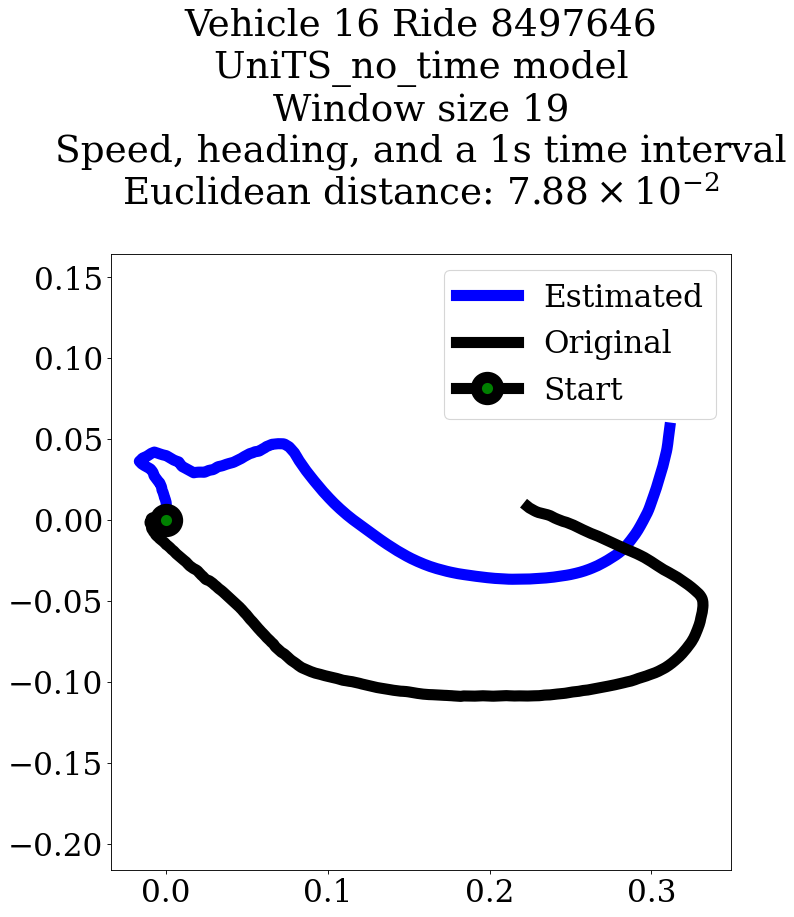 Vehicle 16 Ride 8497646
UniTS_no_time model
Window size 19
Speed, heading, and a 1s time interval
Euclidean distance: 7.88 × 10⁻²
Estimated
Original
Start
0.15
0.10
0.05
0.00
−0.05
−0.10
−0.15
−0.20
0.0 0.1 0.2 0.3